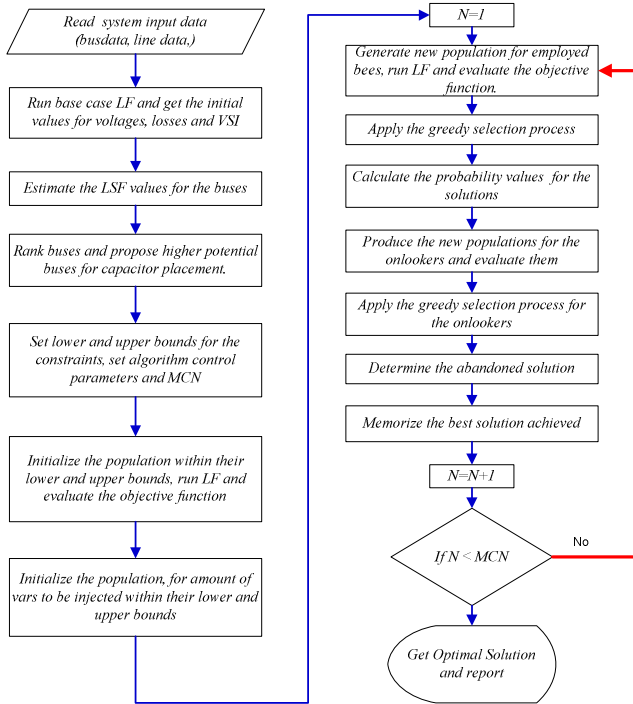 Read system input data
(busdata, line data,)
Run base case LF and get the initial
values for voltages, losses and VSI
Estimate the LSF values for the buses
Rank buses and propose higher potential
buses for capacitor placement.
Set lower and upper bounds for the
constraints, set algorithm control
parameters and MCN
Initialize the population within their
lower and upper bounds, run LF and
evaluate the objective function
Initialize the population, for amount of
vars to be injected within their lower and
upper bounds
N=1
Generate new population for employed
bees, run LF and evaluate the objective
function.
Apply the greedy selection process
Calculate the probability values for the
solutions
Produce the new populations for the
onlookers and evaluate them
Apply the greedy selection process for
the onlookers
Determine the abandoned solution
Memorize the best solution achieved
N=N+1
If N < MCN
No
Get Optimal Solution
and report